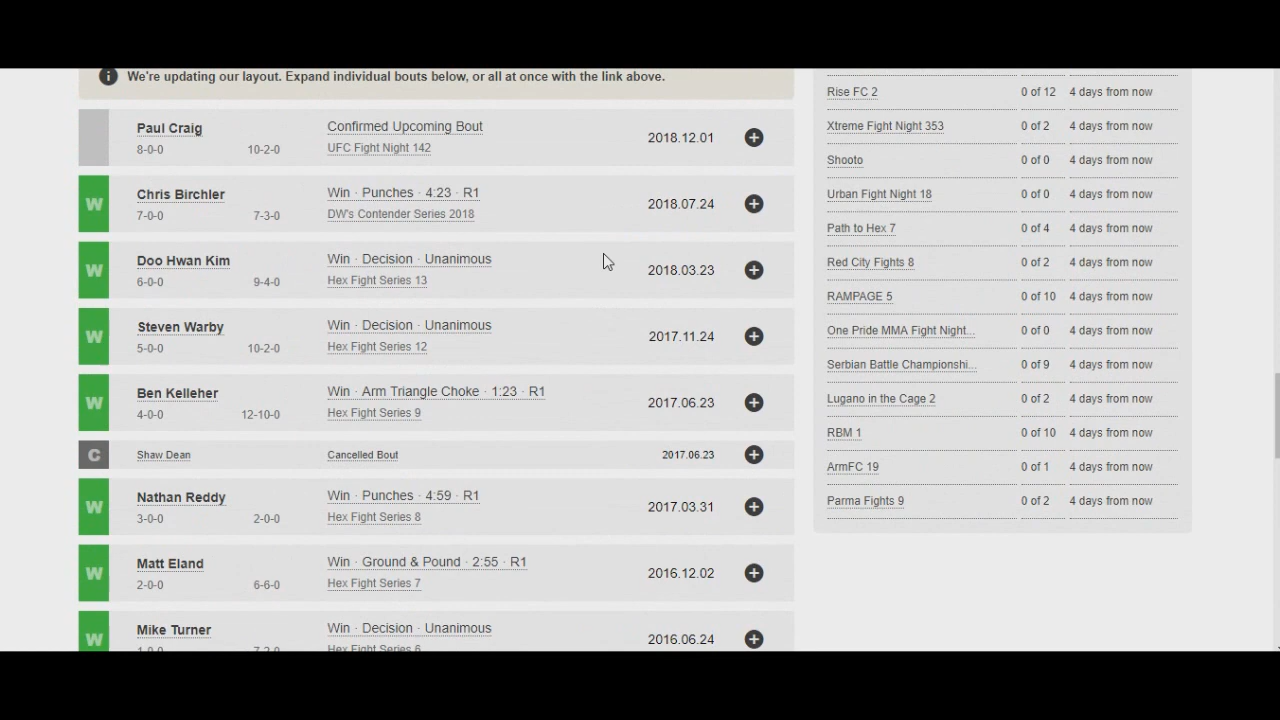 We're updating our layout. Expand individual bouts below, or all at once with the link above.
Paul Craig
8-0-0 10-2-0
Confirmed Upcoming Bout
UFC Fight Night 142
2018.12.01
W
Chris Birchler
7-0-0 7-3-0
Win · Punches · 4:23 · R1
DW's Contender Series 2018
2018.07.24
W
Doo Hwan Kim
6-0-0 9-4-0
Win · Decision · Unanimous
Hex Fight Series 13
2018.03.23
W
Steven Warby
5-0-0 10-2-0
Win · Decision · Unanimous
Hex Fight Series 12
2017.11.24
W
Ben Kelleher
4-0-0 12-10-0
Win · Arm Triangle Choke · 1:23 · R1
Hex Fight Series 9
2017.06.23
C
Shaw Dean
Cancelled Bout
2017.06.23
W
Nathan Reddy
3-0-0 2-0-0
Win · Punches · 4:59 · R1
Hex Fight Series 8
2017.03.31
W
Matt Eland
2-0-0 6-6-0
Win · Ground & Pound · 2:55 · R1
Hex Fight Series 7
2016.12.02
W
Mike Turner
1-0-0 7-2-0
Win · Decision · Unanimous
Hex Fight Series 6
2016.06.24
Rise FC 2 0 of 12 4 days from now
Xtreme Fight Night 353 0 of 2 4 days from now
Shooto 0 of 0 4 days from now
Urban Fight Night 18 0 of 0 4 days from now
Path to Hex 7 0 of 4 4 days from now
Red City Fights 8 0 of 2 4 days from now
RAMPAGE 5 0 of 10 4 days from now
One Pride MMA Fight Night... 0 of 0 4 days from now
Serbian Battle Championshi... 0 of 9 4 days from now
Lugano in the Cage 2 0 of 2 4 days from now
RBM 1 0 of 10 4 days from now
ArmFC 19 0 of 1 4 days from now
Parma Fights 9 0 of 2 4 days from now